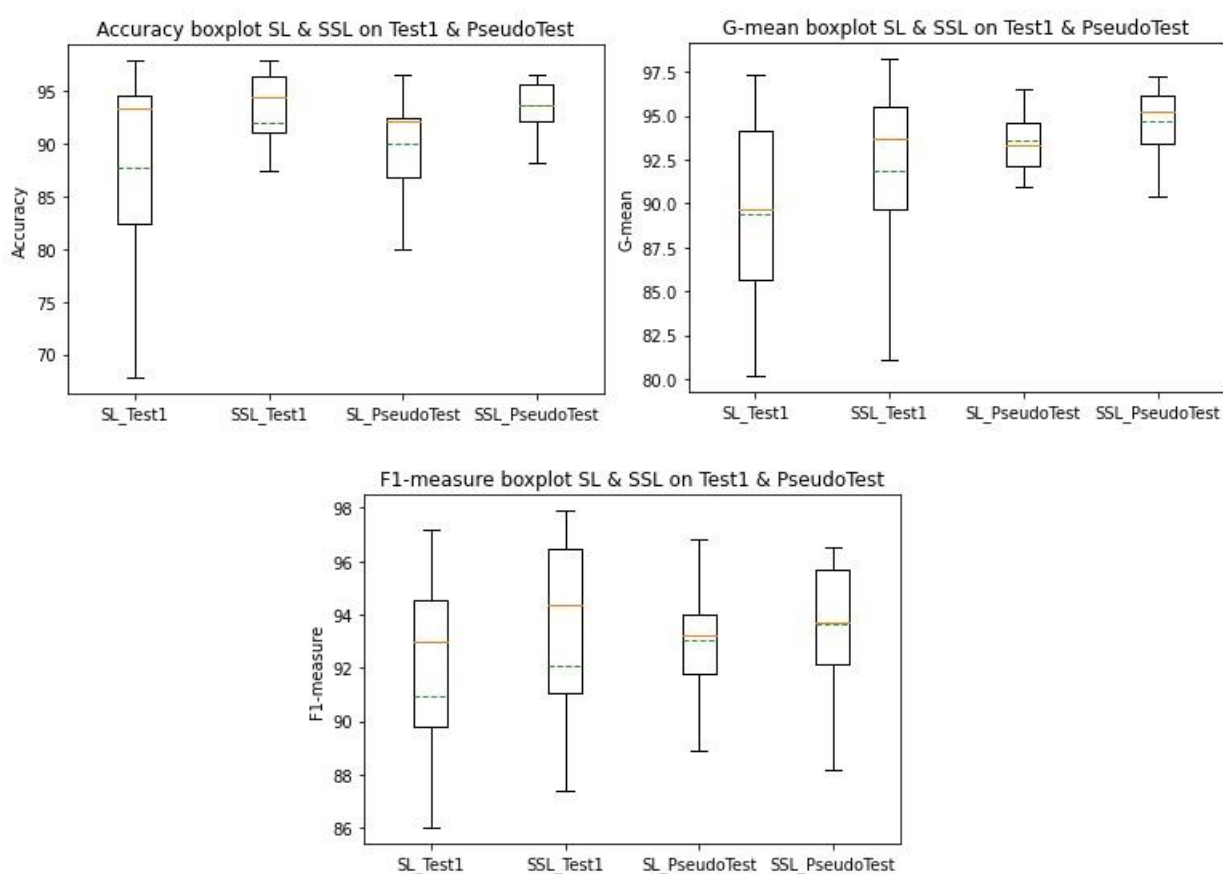 Accuracy boxplot SL & SSL on Test1 & PseudoTest
Accuracy
95
90
85
80
75
70
SL_Test1 SSL_Test1 SL_PseudoTest SSL_PseudoTest
G-mean boxplot SL & SSL on Test1 & PseudoTest
G-mean
97.5
95.0
92.5
90.0
87.5
85.0
82.5
80.0
SL_Test1 SSL_Test1 SL_PseudoTest SSL_PseudoTest
F1-measure boxplot SL & SSL on Test1 & PseudoTest
F1-measure
98
96
94
92
90
88
86
SL_Test1 SSL_Test1 SL_PseudoTest SSL_PseudoTest